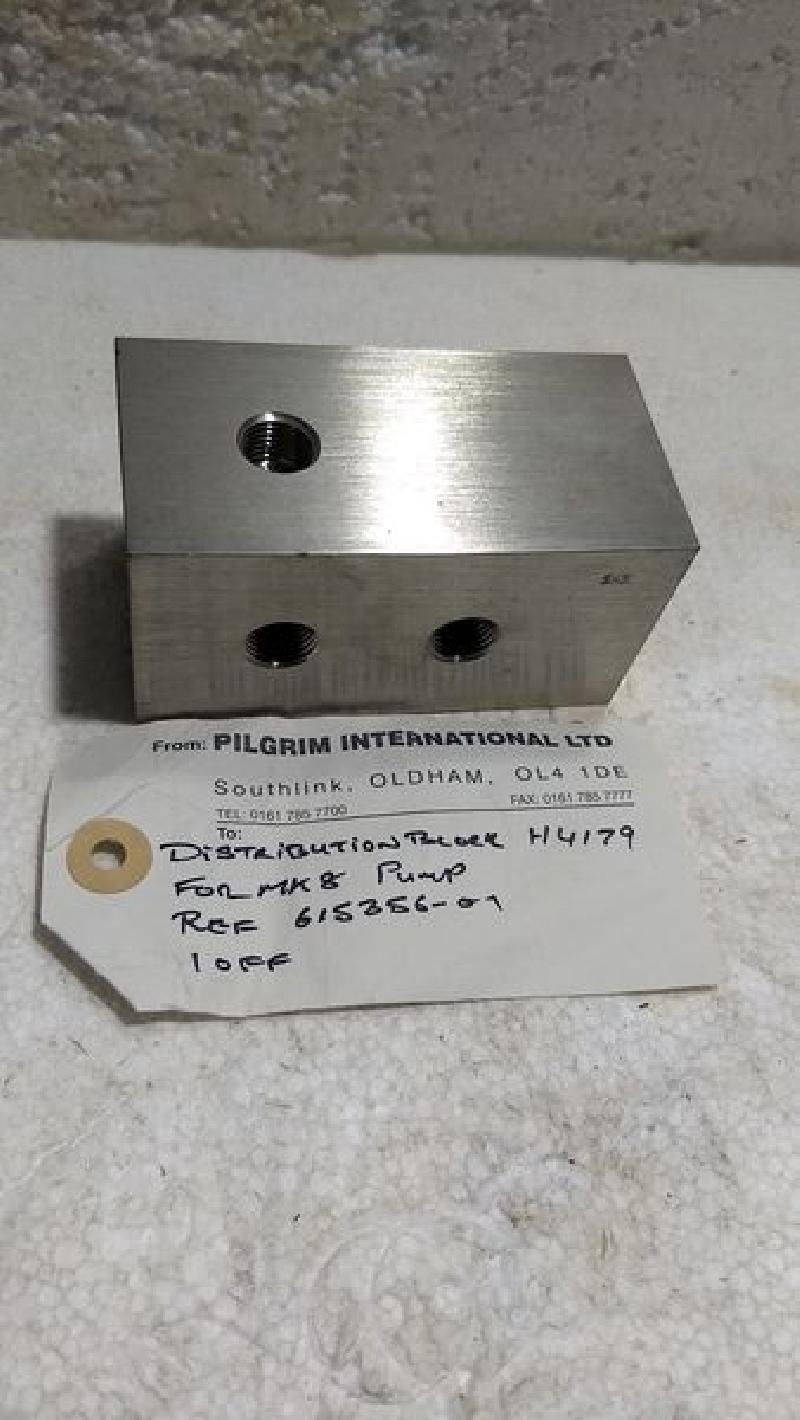 From: PILGRIM INTERNATIONAL LTD
Southlink, OLDHAM, OL4 1DE
TEL: 0161 785 7700 FAX: 0161 785 7777
To:
DISTRIBUTION BLOCK H4179
FOR MK8 PUMP
REF 615356-01
1 OFF